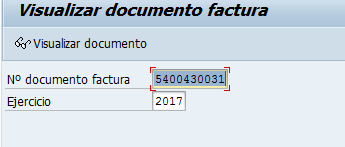 Visualizar documento factura
Visualizar documento
Nº documento factura 5400430031
Ejercicio 2017